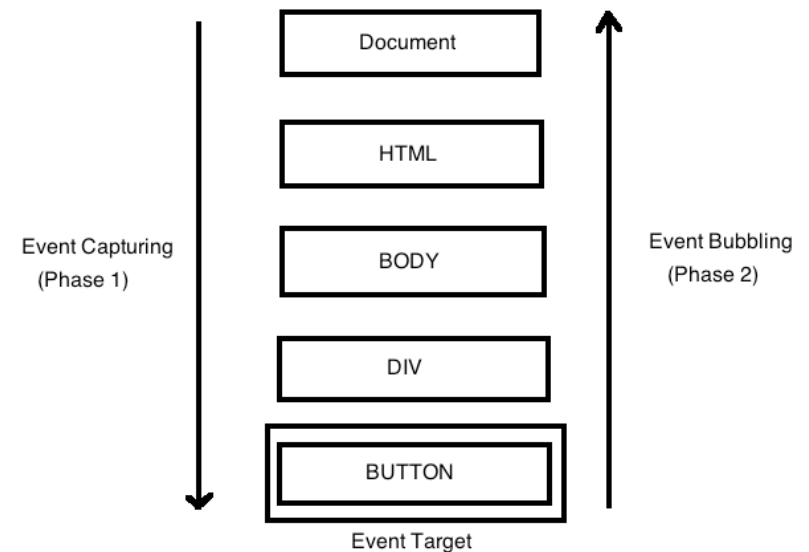 Document
HTML
Event Capturing
(Phase 1)
BODY
Event Bubbling
(Phase 2)
DIV
BUTTON
Event Target